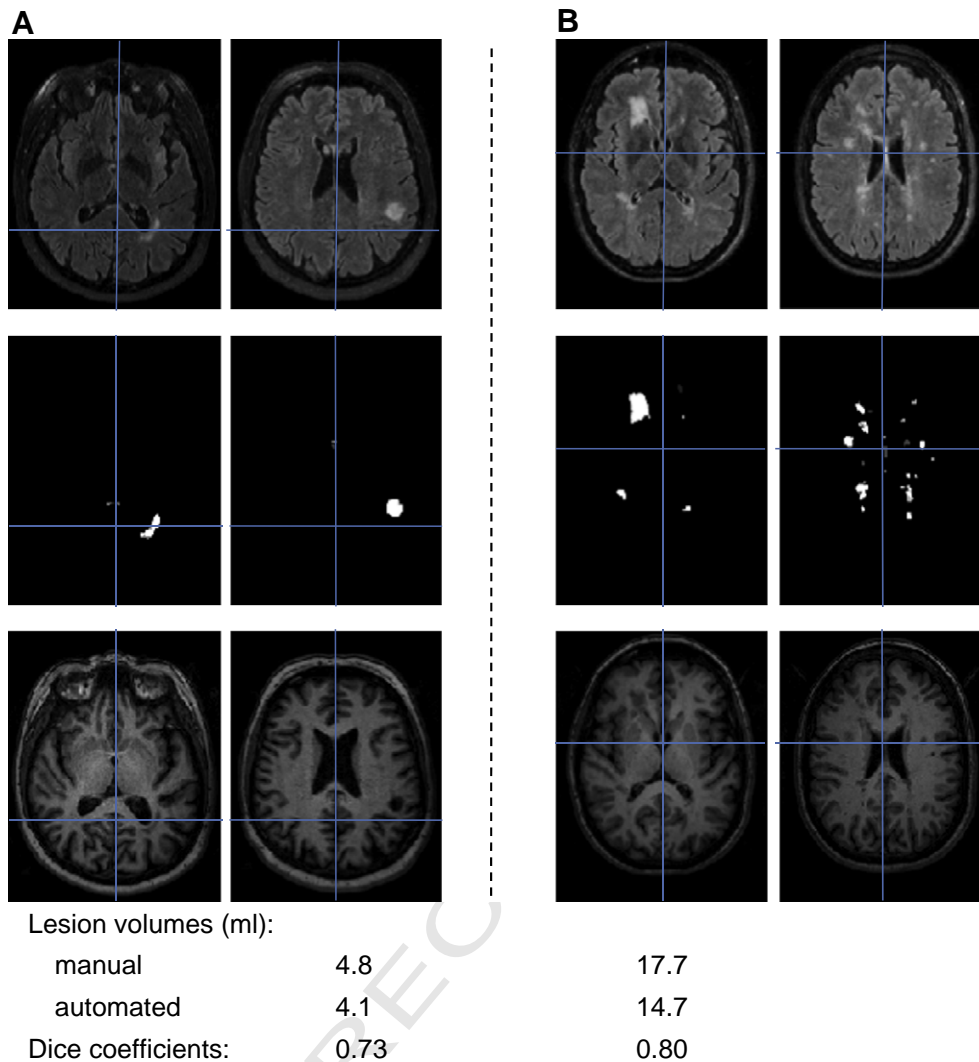 A
B
Lesion volumes (ml):
manual 4.8 17.7
automated 4.1 14.7
Dice coefficients: 0.73 0.80
REC